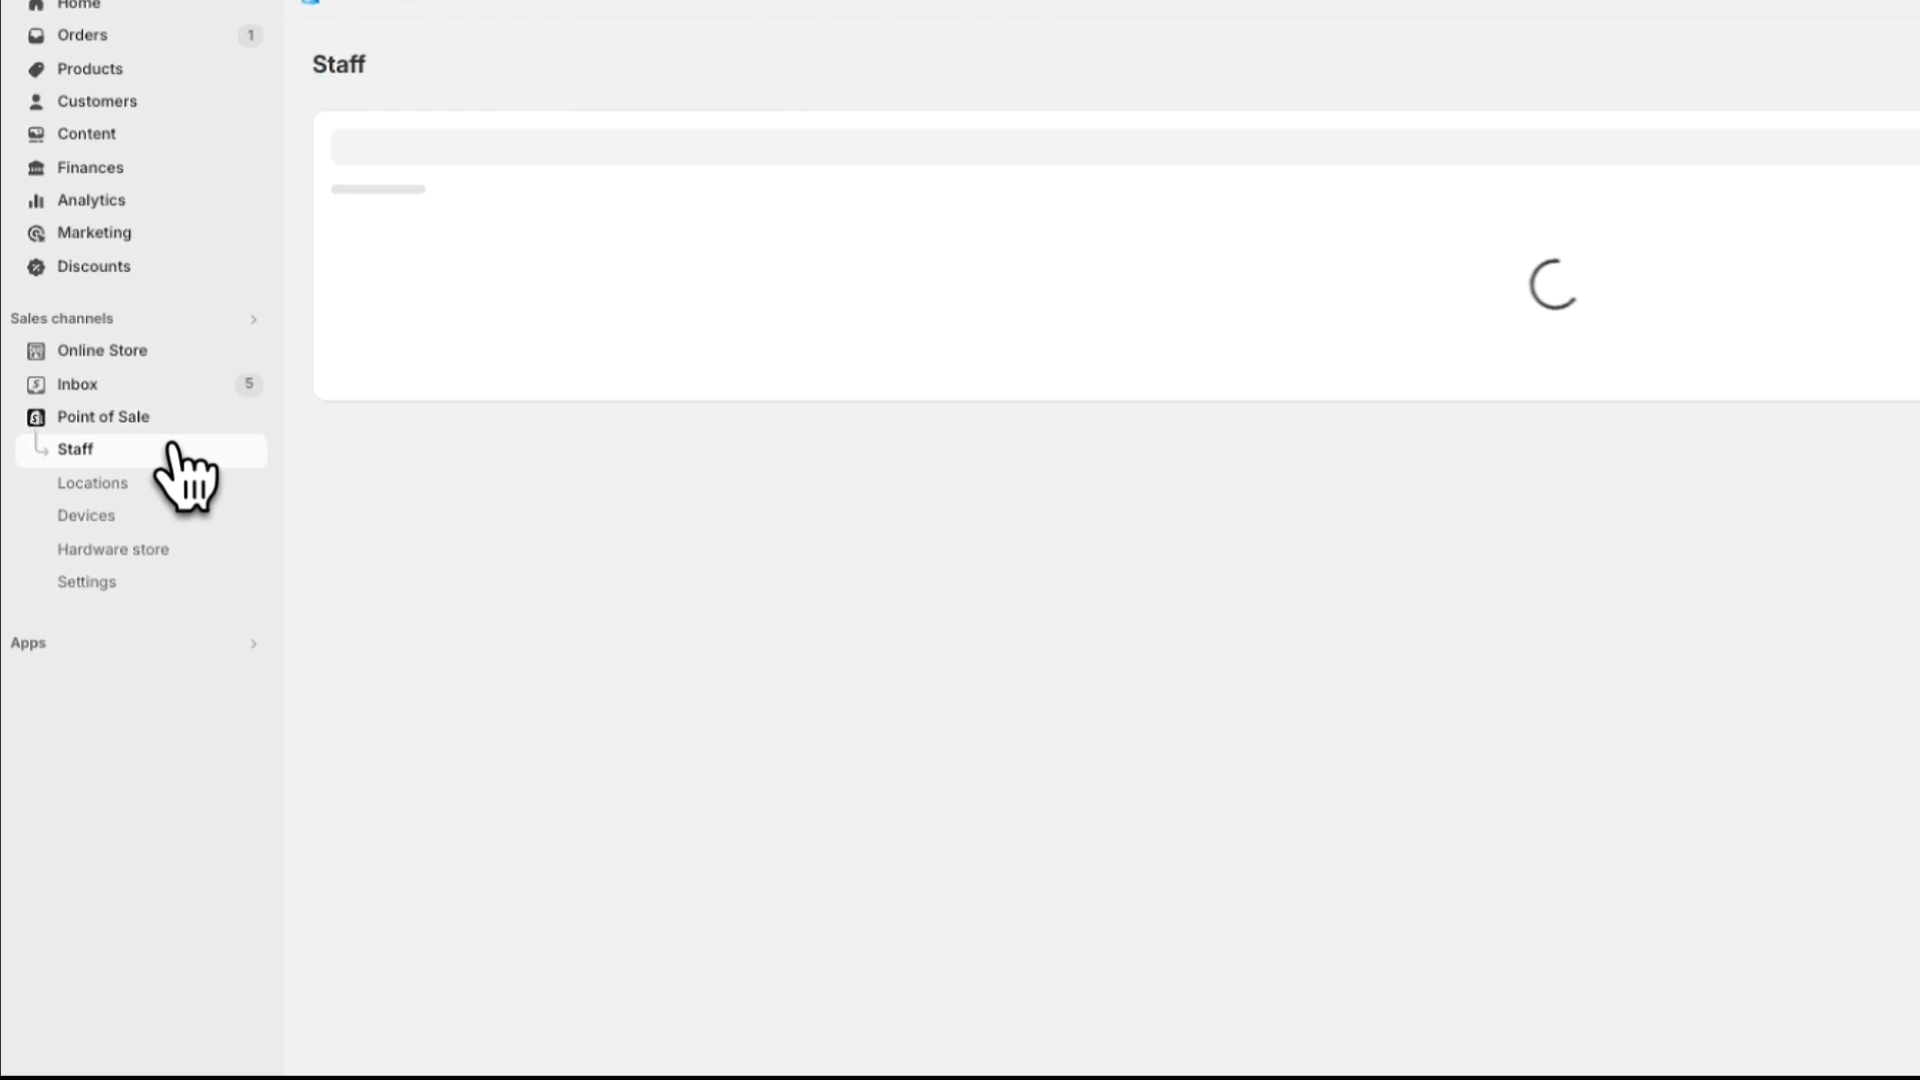 Home
Orders 1
Products
Customers
Content
Finances
Analytics
Marketing
Discounts
Sales channels
Online Store
Inbox 5
Point of Sale
Staff
Locations
Devices
Hardware store
Settings
Apps
Staff